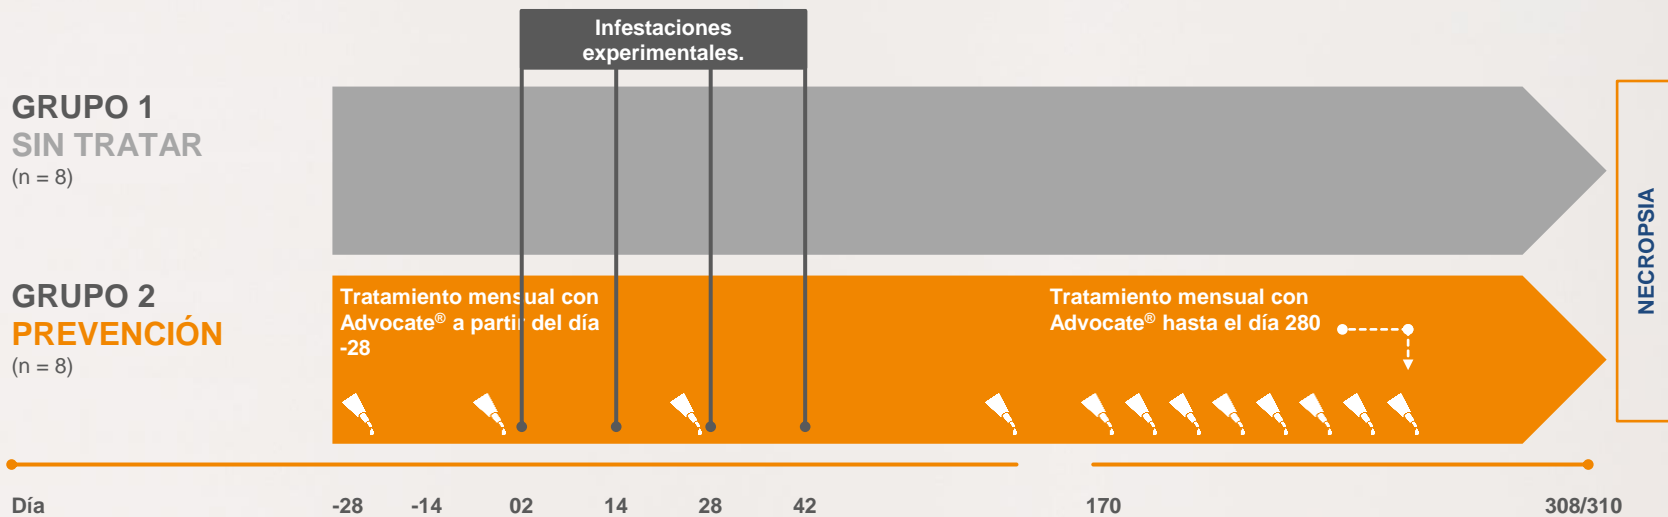 Infestaciones
experimentales.
GRUPO 1
SIN TRATAR
(n = 8)
GRUPO 2
PREVENCIÓN
(n = 8)
Tratamiento mensual con
Advocate® a partir del día
-28
Tratamiento mensual con
Advocate® hasta el día 280
NECROPSIA
Día -28 -14 02 14 28 42 170 308/310